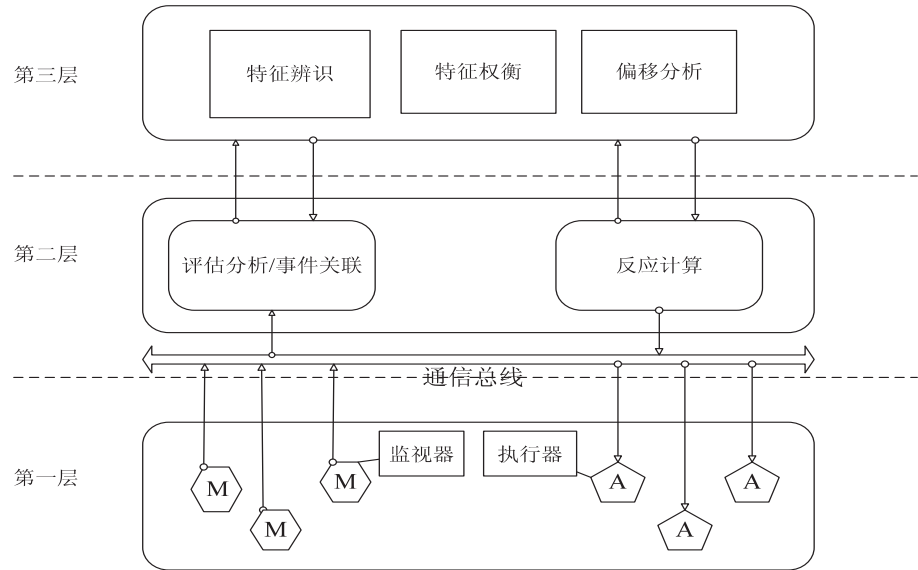 第三层
特征辨识
特征权衡
偏移分析
第二层
评估分析/事件关联
反应计算
通信总线
第一层
监视器
执行器
M
M
M
A
A
A